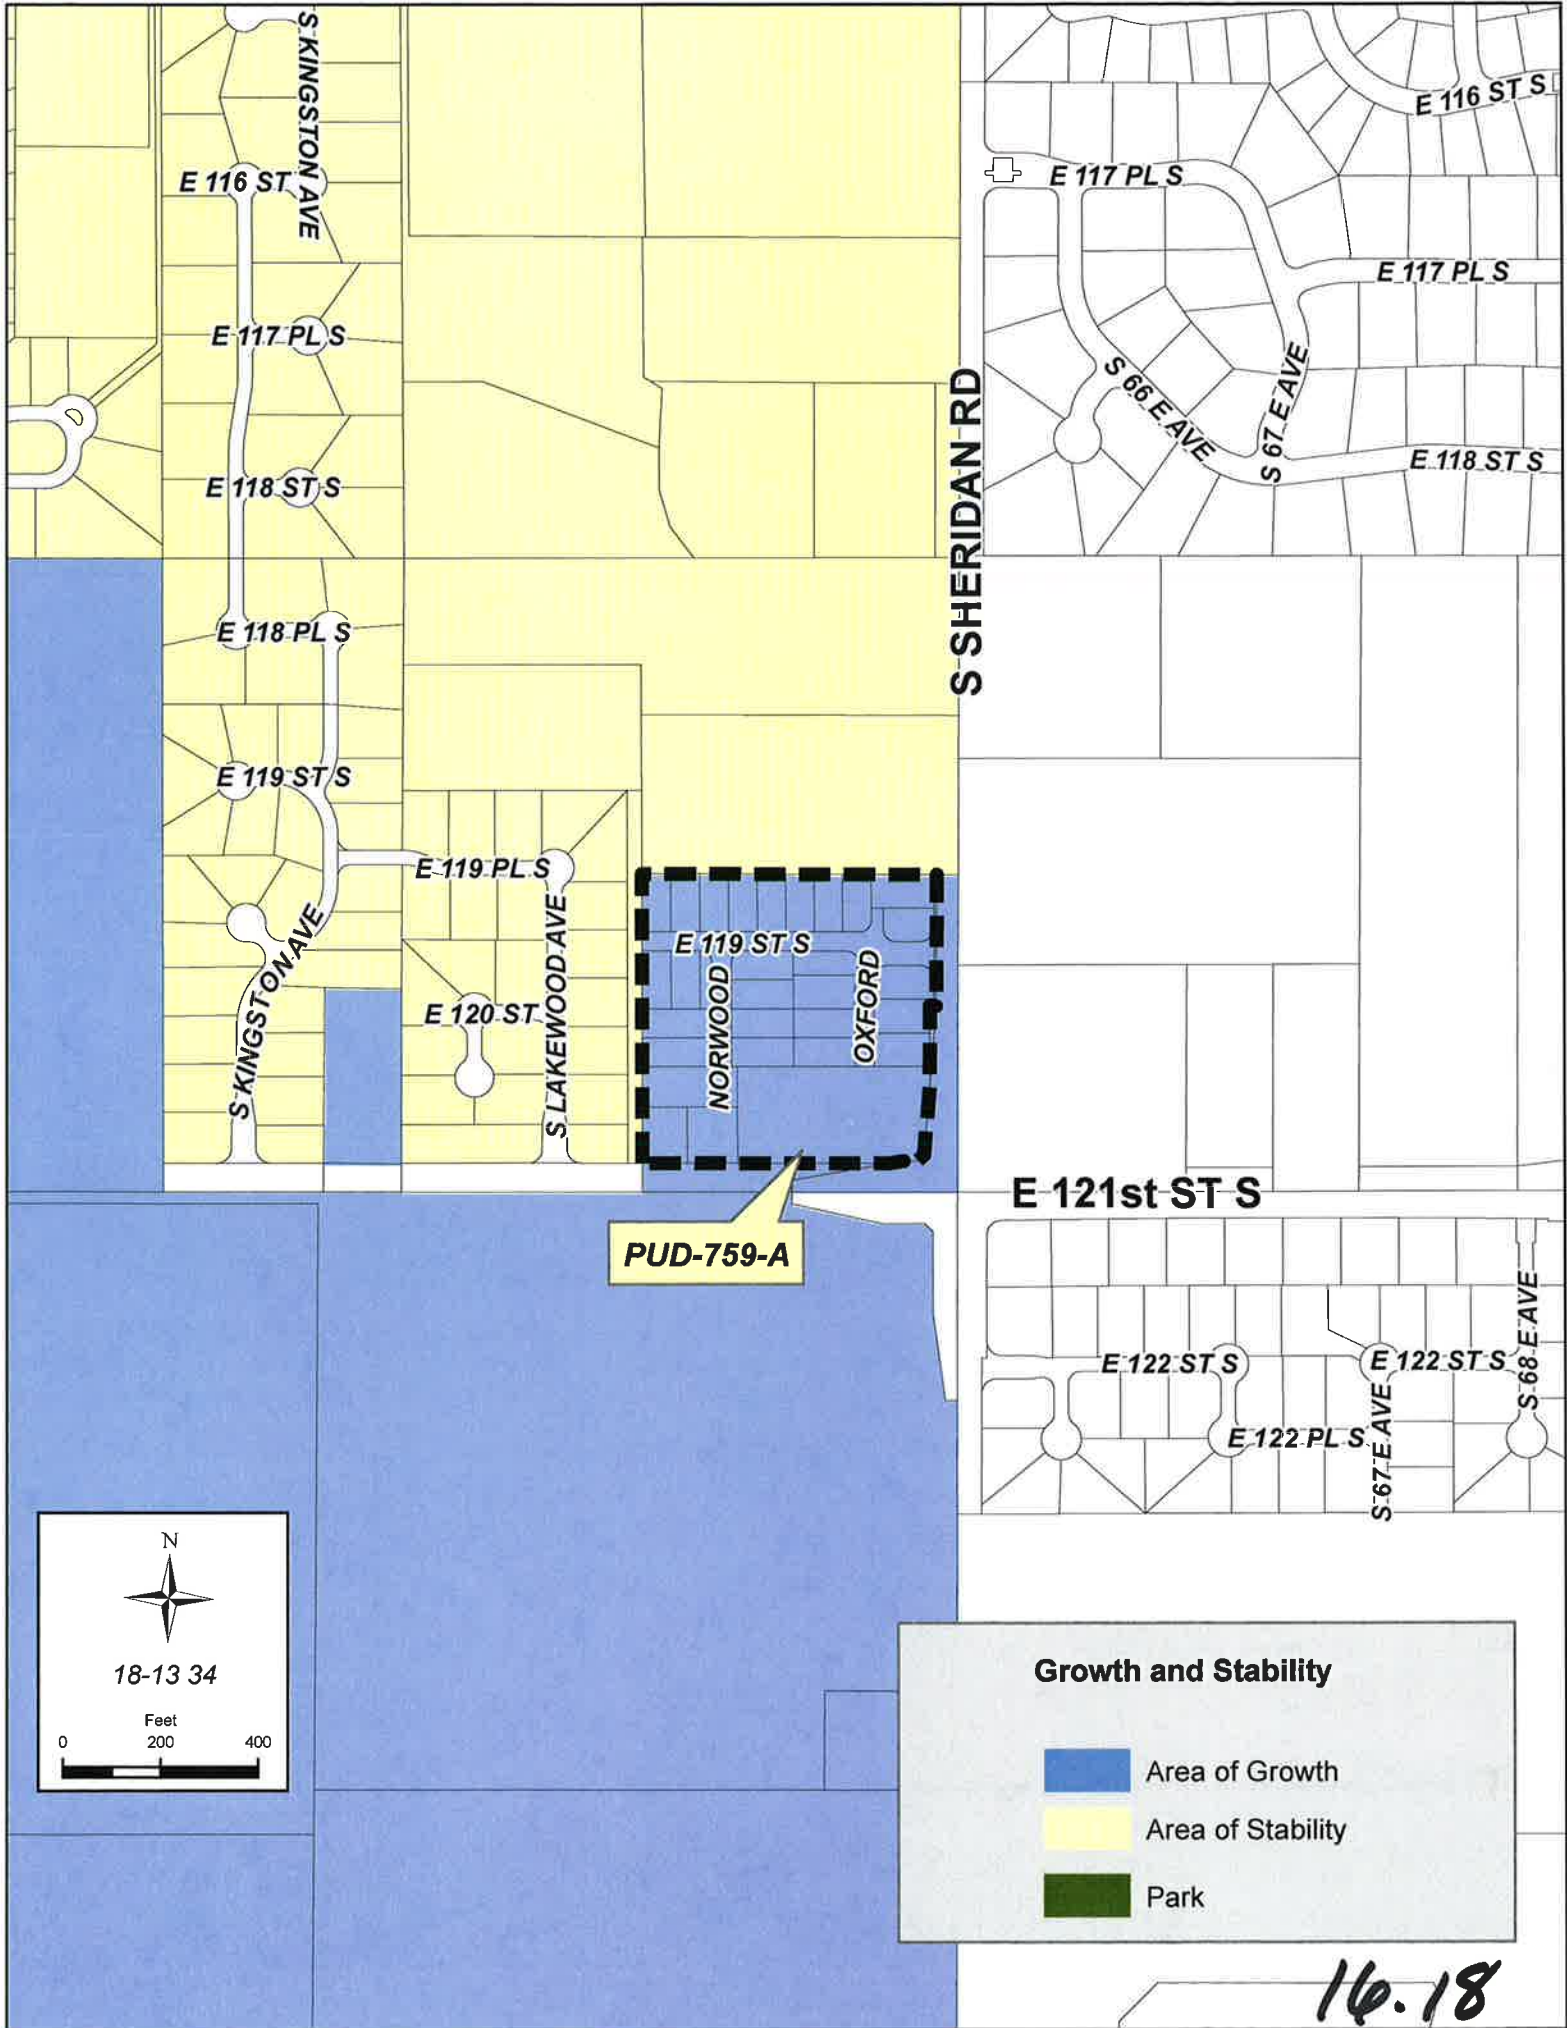 S KINGSTON AVE
E 116 ST S
E 116 ST
E 117 PL S
E 117 PL S
E 117 PL S
S SHERIDAN RD
S 66 E AVE
S 67 E AVE
E 118 ST S
E 118 ST S
E 118 PL S
E 119 ST S
E 119 PL S
S KINGSTON AVE
E 120 ST
S LAKEWOOD AVE
E 119 ST S
NORWOOD
OXFORD
E 121st ST S
PUD-759-A
E 122 ST S
E 122 ST S
S 68 E AVE
E 122 PL S
S 67 E AVE
N
18-13 34
Feet
0 200 400
Growth and Stability
Area of Growth
Area of Stability
Park
16.18